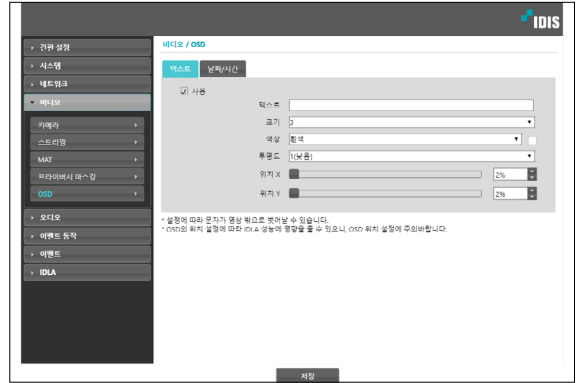 IDIS
간편 설정
시스템
네트워크
비디오
카메라
스트리밍
MAT
프라이버시 마스킹
OSD
오디오
이벤트 동작
이벤트
IDLA
비디오 / OSD
텍스트 날짜/시간
사용
텍스트
크기 3
색상 흰색
투명도 1(낮음)
위치 X 2%
위치 Y 2%
* 설정에 따라 문자가 영상 밖으로 벗어날 수 있습니다.
* OSD의 위치 설정에 따라 IDLA 성능에 영향을 줄 수 있으니, OSD 위치 설정에 주의바랍니다.
저장